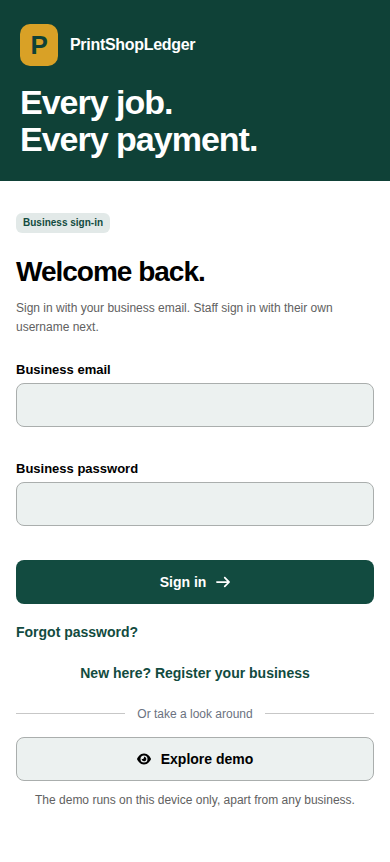 P PrintShopLedger
Every job.
Every payment.
Business sign-in
Welcome back.
Sign in with your business email. Staff sign in with their own
username next.
Business email
Business password
Sign in
Forgot password?
New here? Register your business
Or take a look around
Explore demo
The demo runs on this device only, apart from any business.